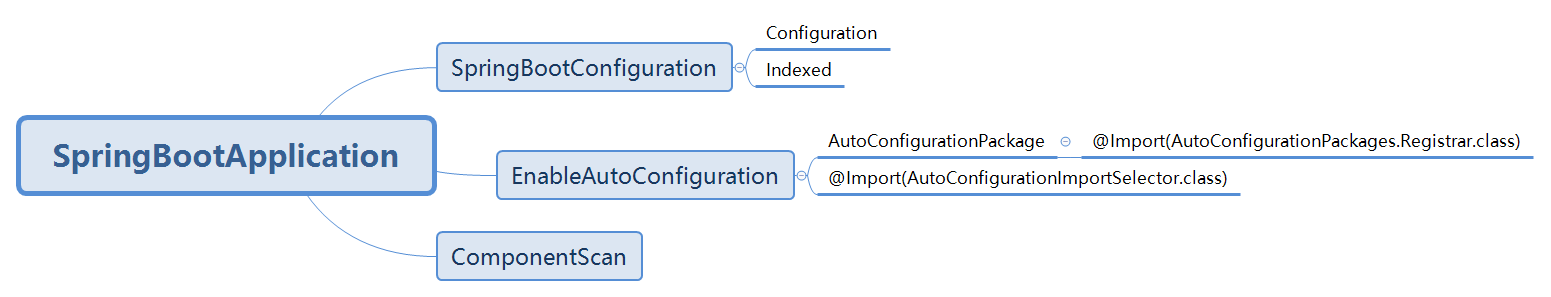 SpringBootApplication
SpringBootConfiguration
Configuration
Indexed
EnableAutoConfiguration
AutoConfigurationPackage
@Import(AutoConfigurationPackages.Registrar.class)
@Import(AutoConfigurationImportSelector.class)
ComponentScan